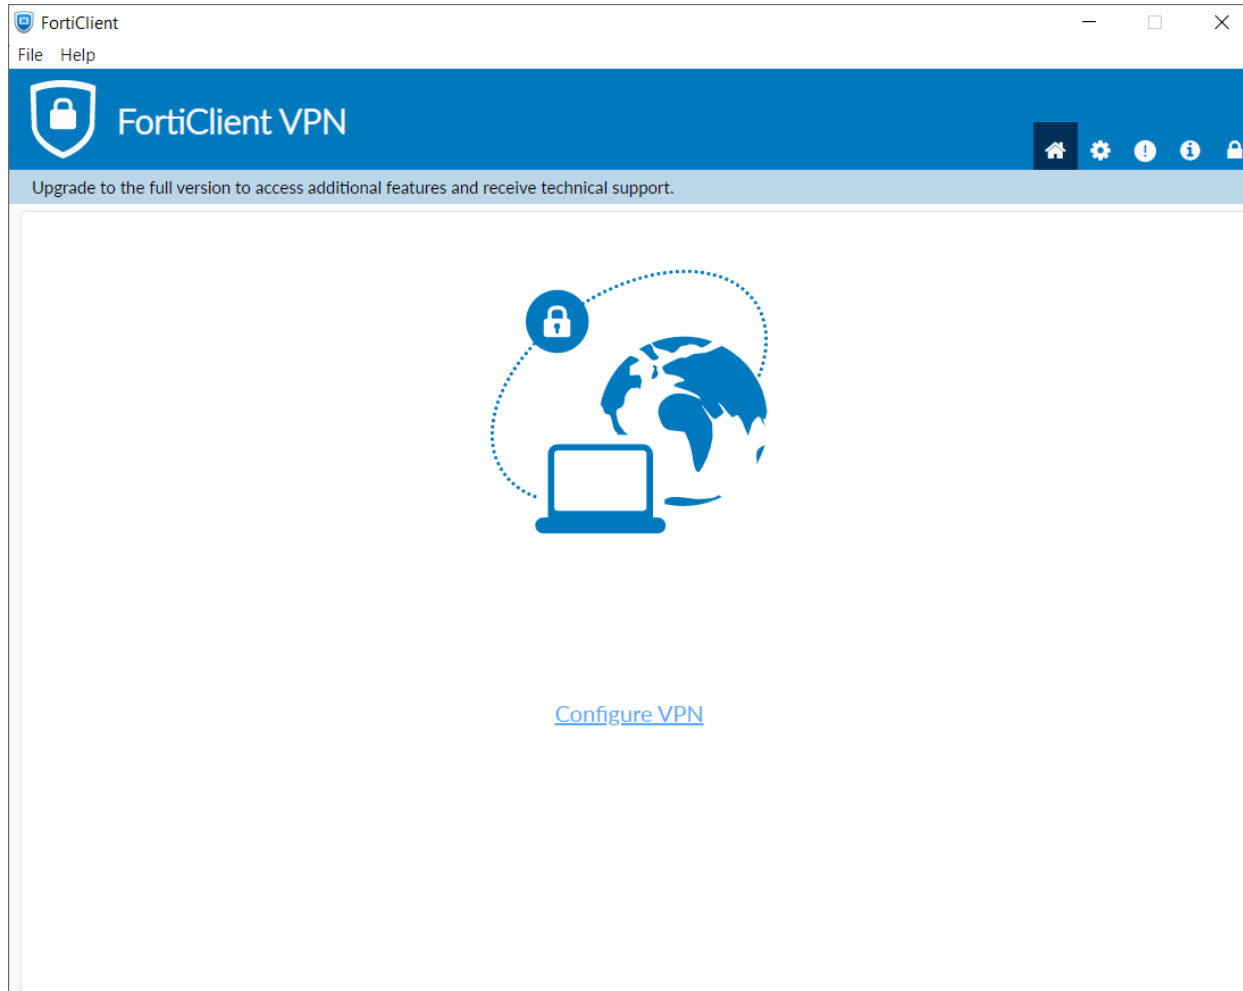 FortiClient
File Help
FortiClient VPN
Upgrade to the full version to access additional features and receive technical support.
Configure VPN